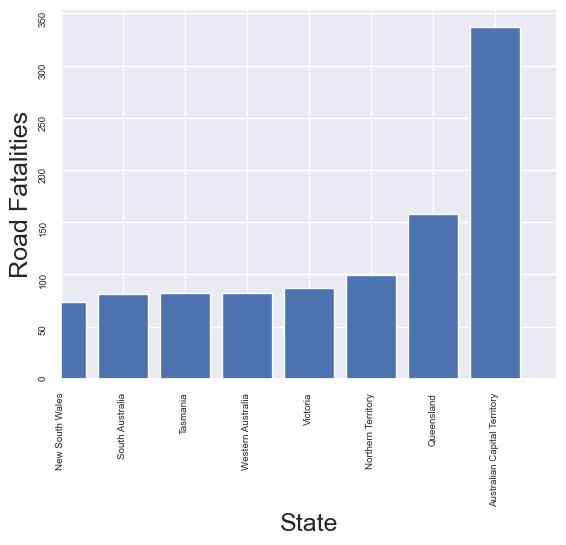 Road Fatalities
350
300
250
200
150
100
50
0
New South Wales
South Australia
Tasmania
Western Australia
Victoria
Northern Territory
Queensland
Australian Capital Territory
State